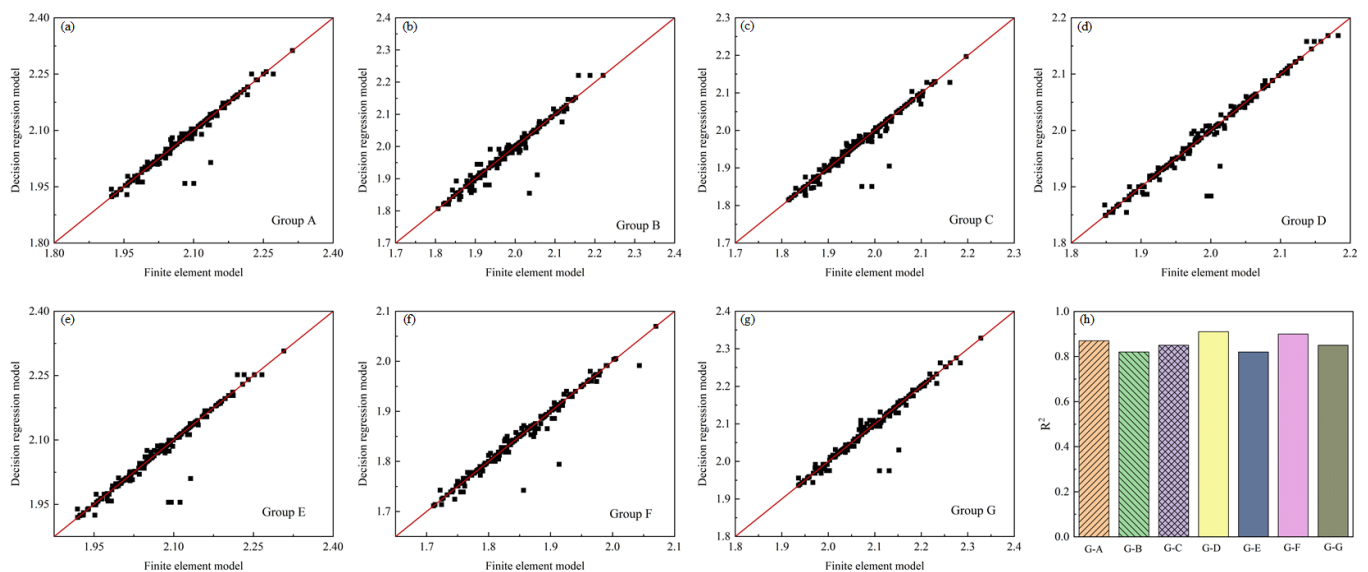 (a)
2.40
2.25
2.10
1.95
1.80
Decision regression model
Group A
1.80 1.95 2.10 2.25 2.40
Finite element model
(b)
2.4
2.3
2.2
2.1
2.0
1.9
1.8
1.7
Decision regression model
Group B
1.7 1.8 1.9 2.0 2.1 2.2 2.3 2.4
Finite element model
(c)
2.3
2.2
2.1
2.0
1.9
1.8
1.7
Decision regression model
Group C
1.7 1.8 1.9 2.0 2.1 2.2 2.3
Finite element model
(d)
2.2
2.1
2.0
1.9
1.8
Decision regression model
Group D
1.8 1.9 2.0 2.1 2.2
Finite element model
(e)
2.40
2.25
2.10
1.95
Decision regression model
Group E
1.95 2.10 2.25 2.40
Finite element model
(f)
2.1
2.0
1.9
1.8
1.7
Decision regression model
Group F
1.7 1.8 1.9 2.0 2.1
Finite element model
(g)
2.4
2.3
2.2
2.1
2.0
1.9
1.8
Decision regression model
Group G
1.8 1.9 2.0 2.1 2.2 2.3 2.4
Finite element model
(h)
1.0
0.8
0.6
0.4
0.2
0.0
R²
G-A G-B G-C G-D G-E G-F G-G